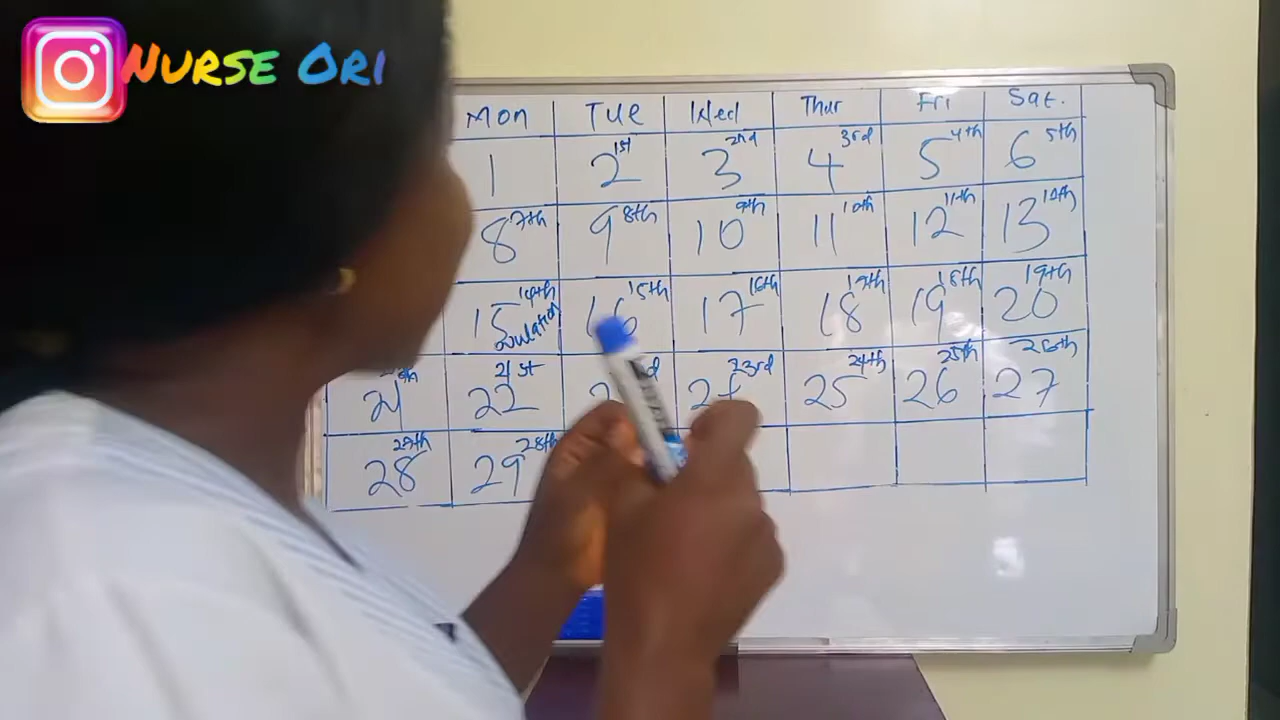 NURSE ORI
Mon TUE Wed Thur Fri Sat.
1 2 1st 3 2nd 4 3rd 5 4th 6 5th
8 7th 9 8th 10 9th 11 10th 12 11th 13 12th
15 14th ovulation 16 15th 17 16th 18 17th 19 18th 20 19th
21 20th 22 21st 24 23rd 25 24th 26 25th 27 26th
28 27th 29 28th